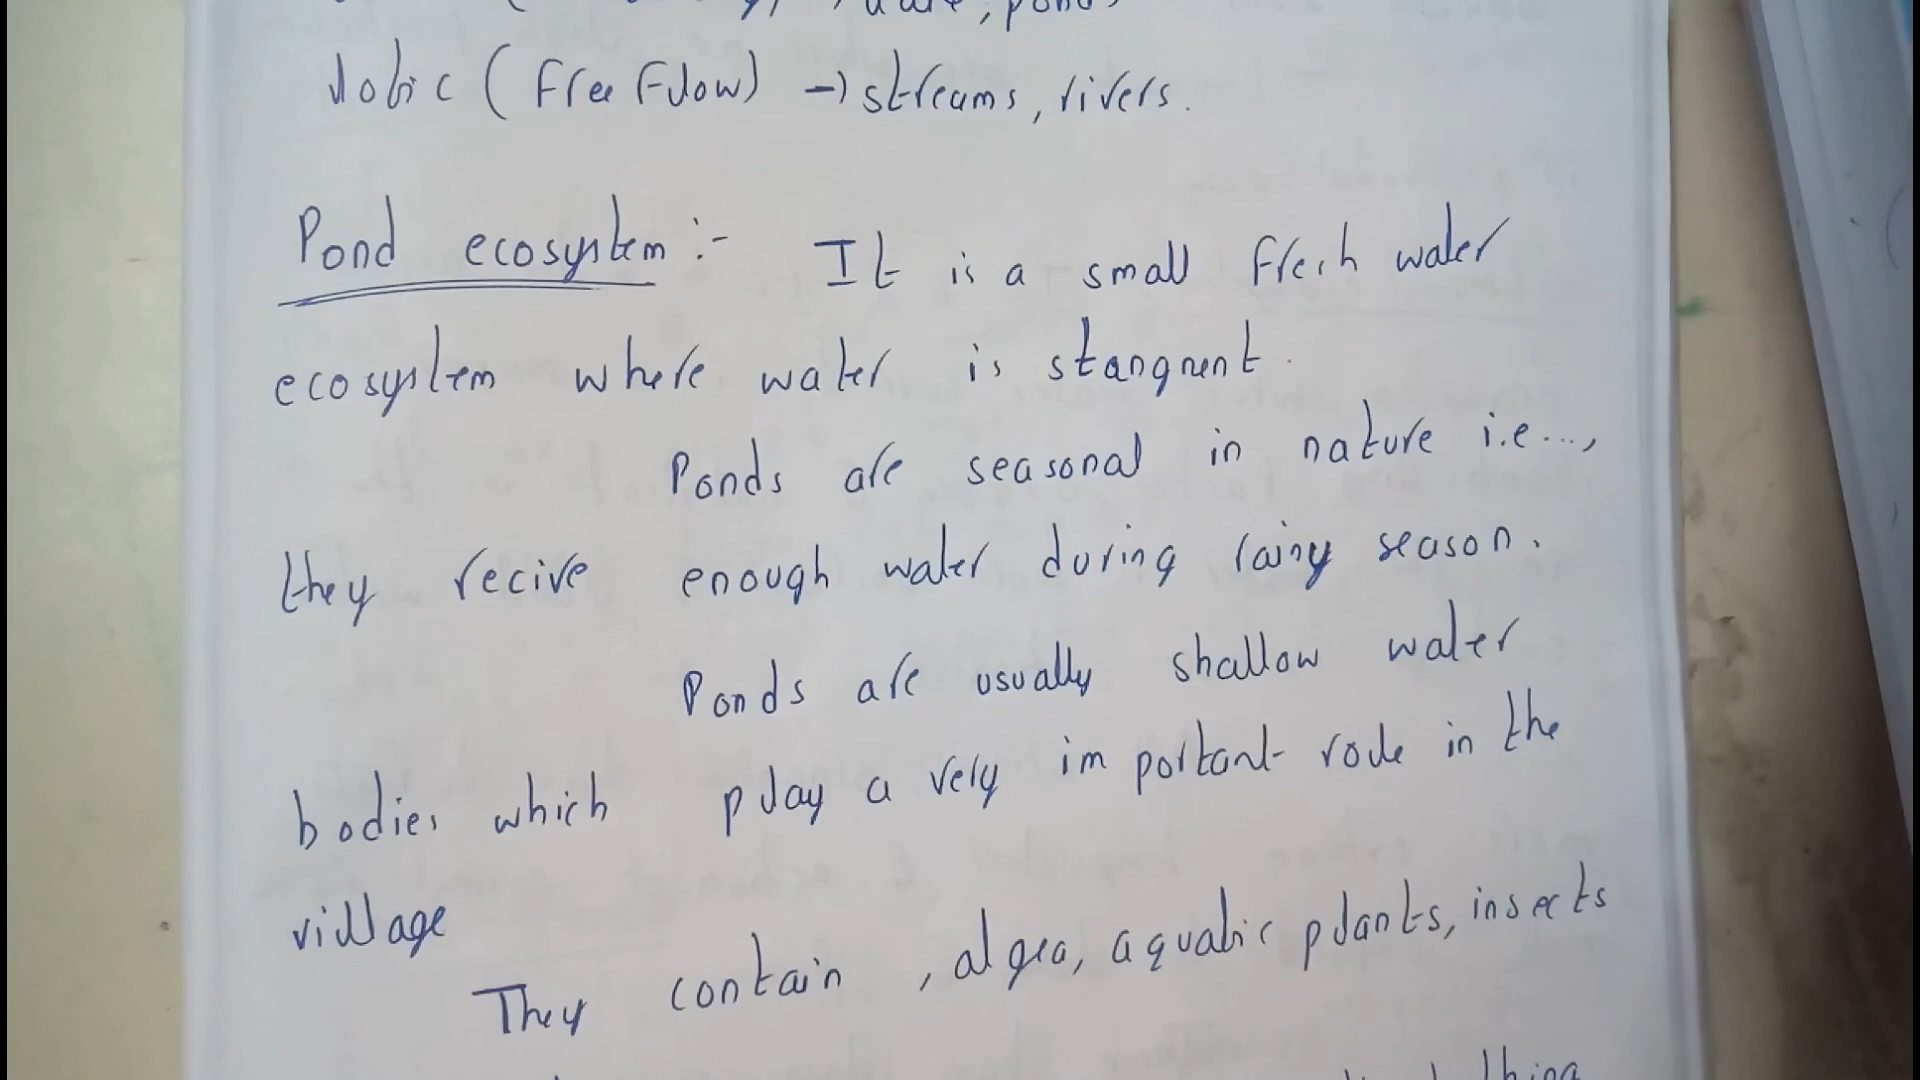 pond
lotic (Free Flow) → streams, rivers.
Pond ecosystem :- It is a small Fresh water
ecosystem where water is stangnent.
Ponds are seasonal in nature i.e...,
they recive enough water during rainy season.
Ponds are usually shallow water
bodies which play a very important role in the
village
They contain , algea, aquatic plants, insects
thing